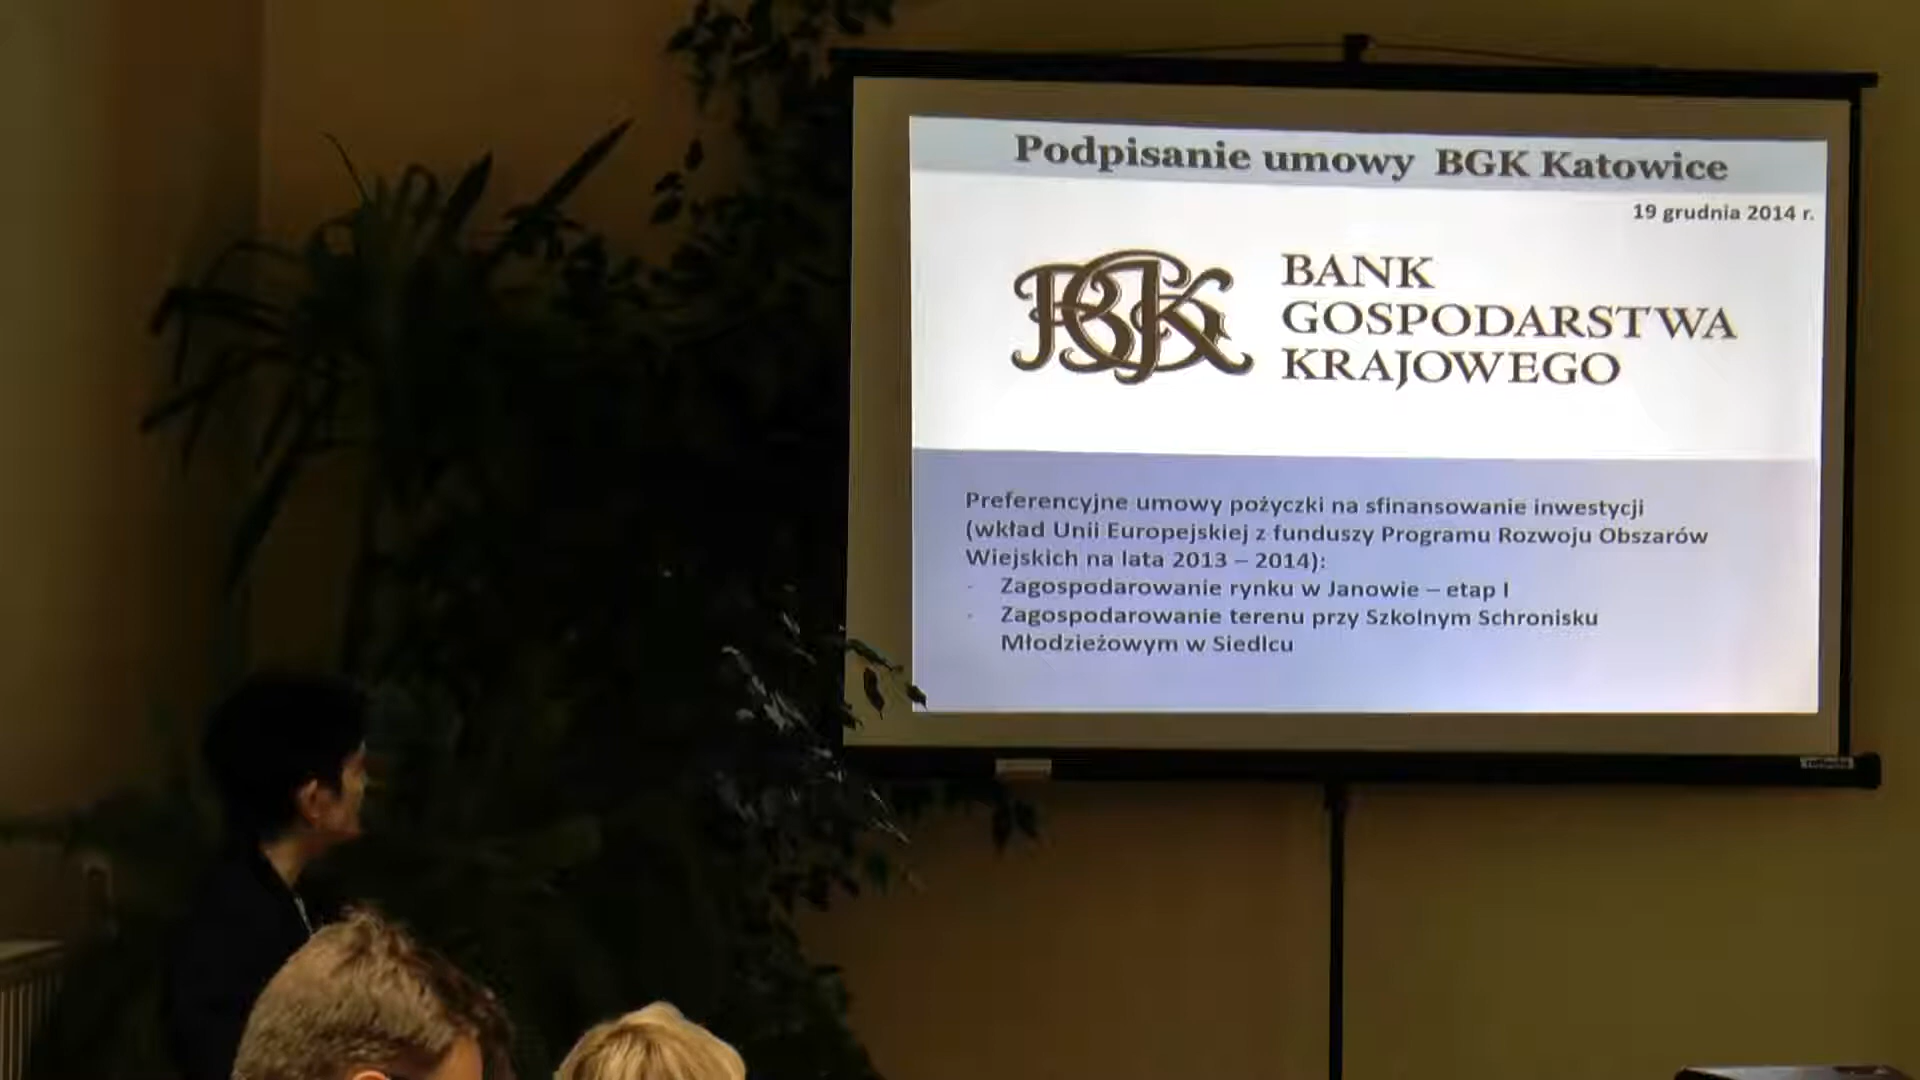 Podpisanie umowy BGK Katowice
19 grudnia 2014 r.
BGK
BANK
GOSPODARSTWA
KRAJOWEGO
Preferencyjne umowy pożyczki na sfinansowanie inwestycji
(wkład Unii Europejskiej z funduszy Programu Rozwoju Obszarów
Wiejskich na lata 2013 – 2014):
- Zagospodarowanie rynku w Janowie – etap I
- Zagospodarowanie terenu przy Szkolnym Schronisku
Młodzieżowym w Siedlcu